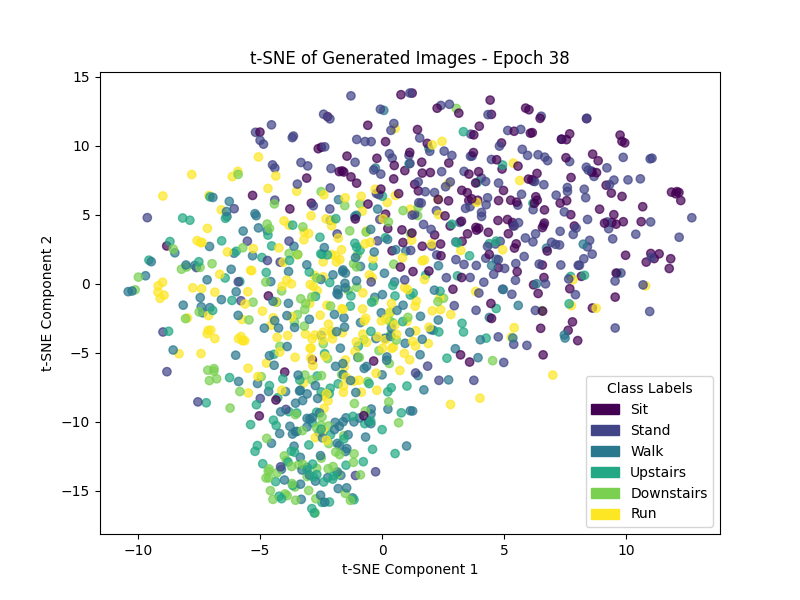 t-SNE of Generated Images - Epoch 38
15
10
5
0
−5
−10
−15
t-SNE Component 2
Class Labels
Sit
Stand
Walk
Upstairs
Downstairs
Run
−10 −5 0 5 10
t-SNE Component 1